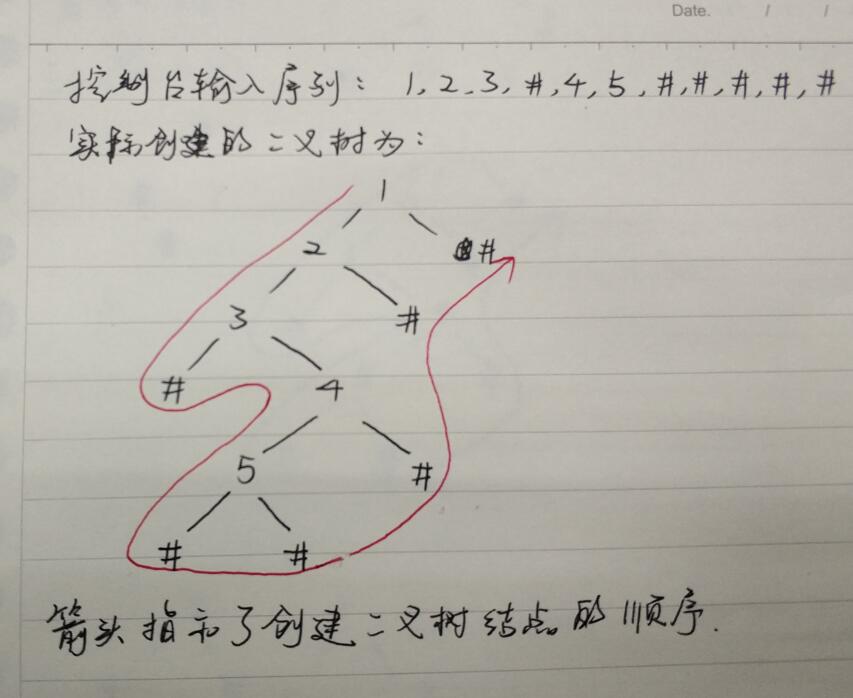 Date. / /
控制台输入序列: 1, 2, 3, #, 4, 5, #, #, #, #, #
实际创建的二叉树为:
1
2 #
3 #
# 4
5 #
# #
箭头指示了创建二叉树结点的顺序.